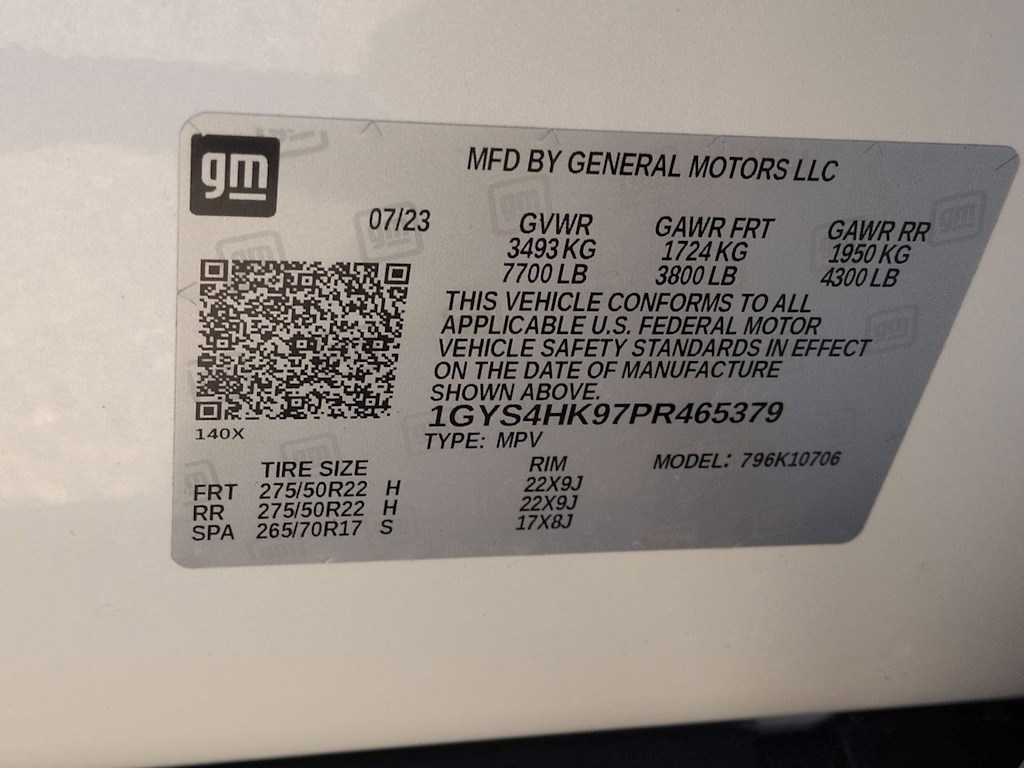 gm
MFD BY GENERAL MOTORS LLC
07/23 GVWR GAWR FRT GAWR RR
3493 KG 1724 KG 1950 KG
7700 LB 3800 LB 4300 LB
THIS VEHICLE CONFORMS TO ALL
APPLICABLE U.S. FEDERAL MOTOR
VEHICLE SAFETY STANDARDS IN EFFECT
ON THE DATE OF MANUFACTURE
SHOWN ABOVE.
1GYS4HK97PR465379
140X
TYPE: MPV
TIRE SIZE RIM MODEL: 796K10706
FRT 275/50R22 H 22X9J
RR 275/50R22 H 22X9J
SPA 265/70R17 S 17X8J